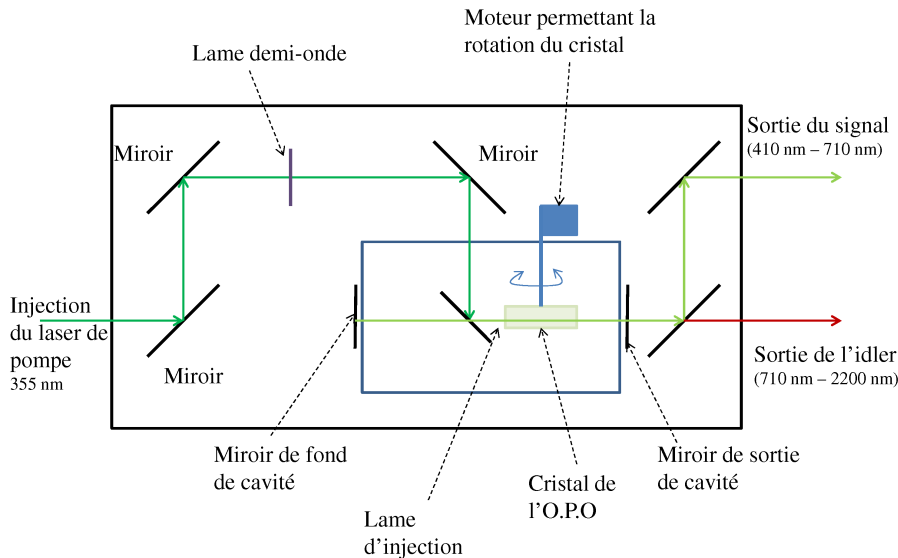 Moteur permettant la
rotation du cristal
Lame demi-onde
Miroir
Miroir
Sortie du signal
(410 nm – 710 nm)
Injection
du laser de
pompe
355 nm
Miroir
Sortie de l’idler
(710 nm – 2200 nm)
Miroir de fond
de cavité
Lame
d’injection
Cristal de
l’O.P.O
Miroir de sortie
de cavité